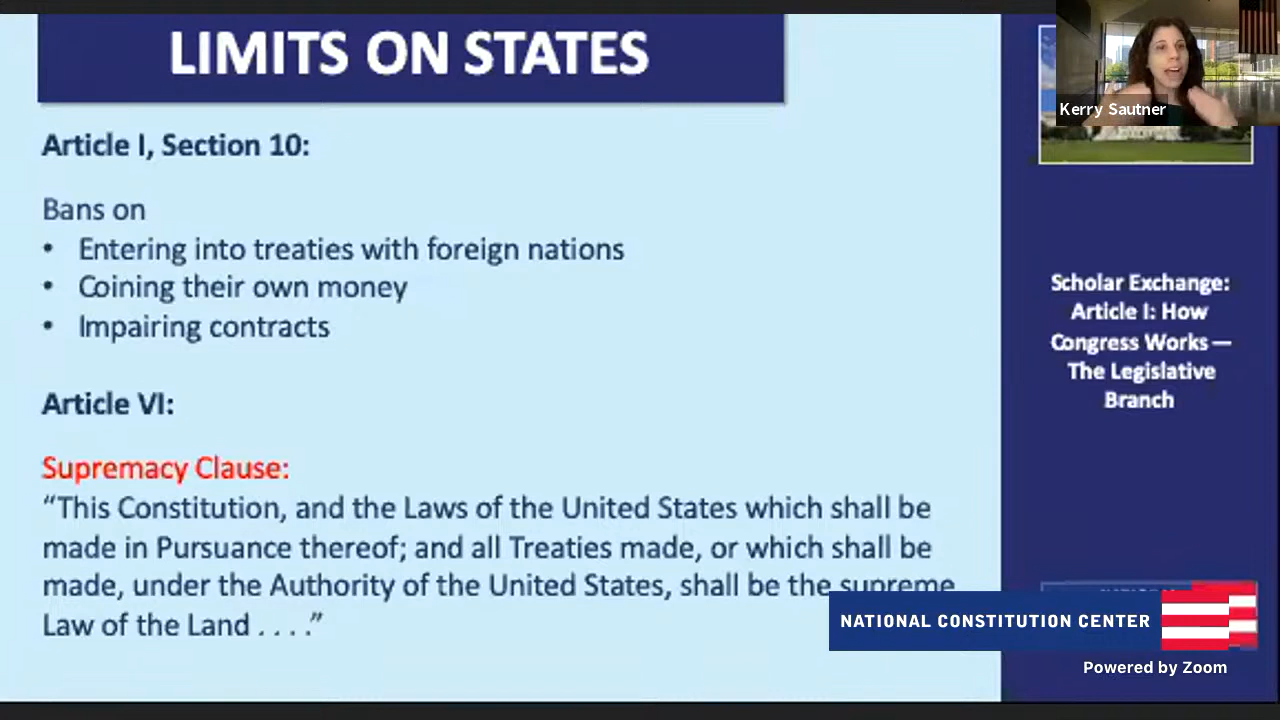 LIMITS ON STATES
Article I, Section 10:
Bans on
• Entering into treaties with foreign nations
• Coining their own money
• Impairing contracts
Article VI:
Supremacy Clause:
“This Constitution, and the Laws of the United States which shall be
made in Pursuance thereof; and all Treaties made, or which shall be
made, under the Authority of the United States, shall be the supreme
Law of the Land . . . .”
Kerry Sautner
Scholar Exchange:
Article I: How
Congress Works —
The Legislative
Branch
NATIONAL CONSTITUTION CENTER
Powered by Zoom